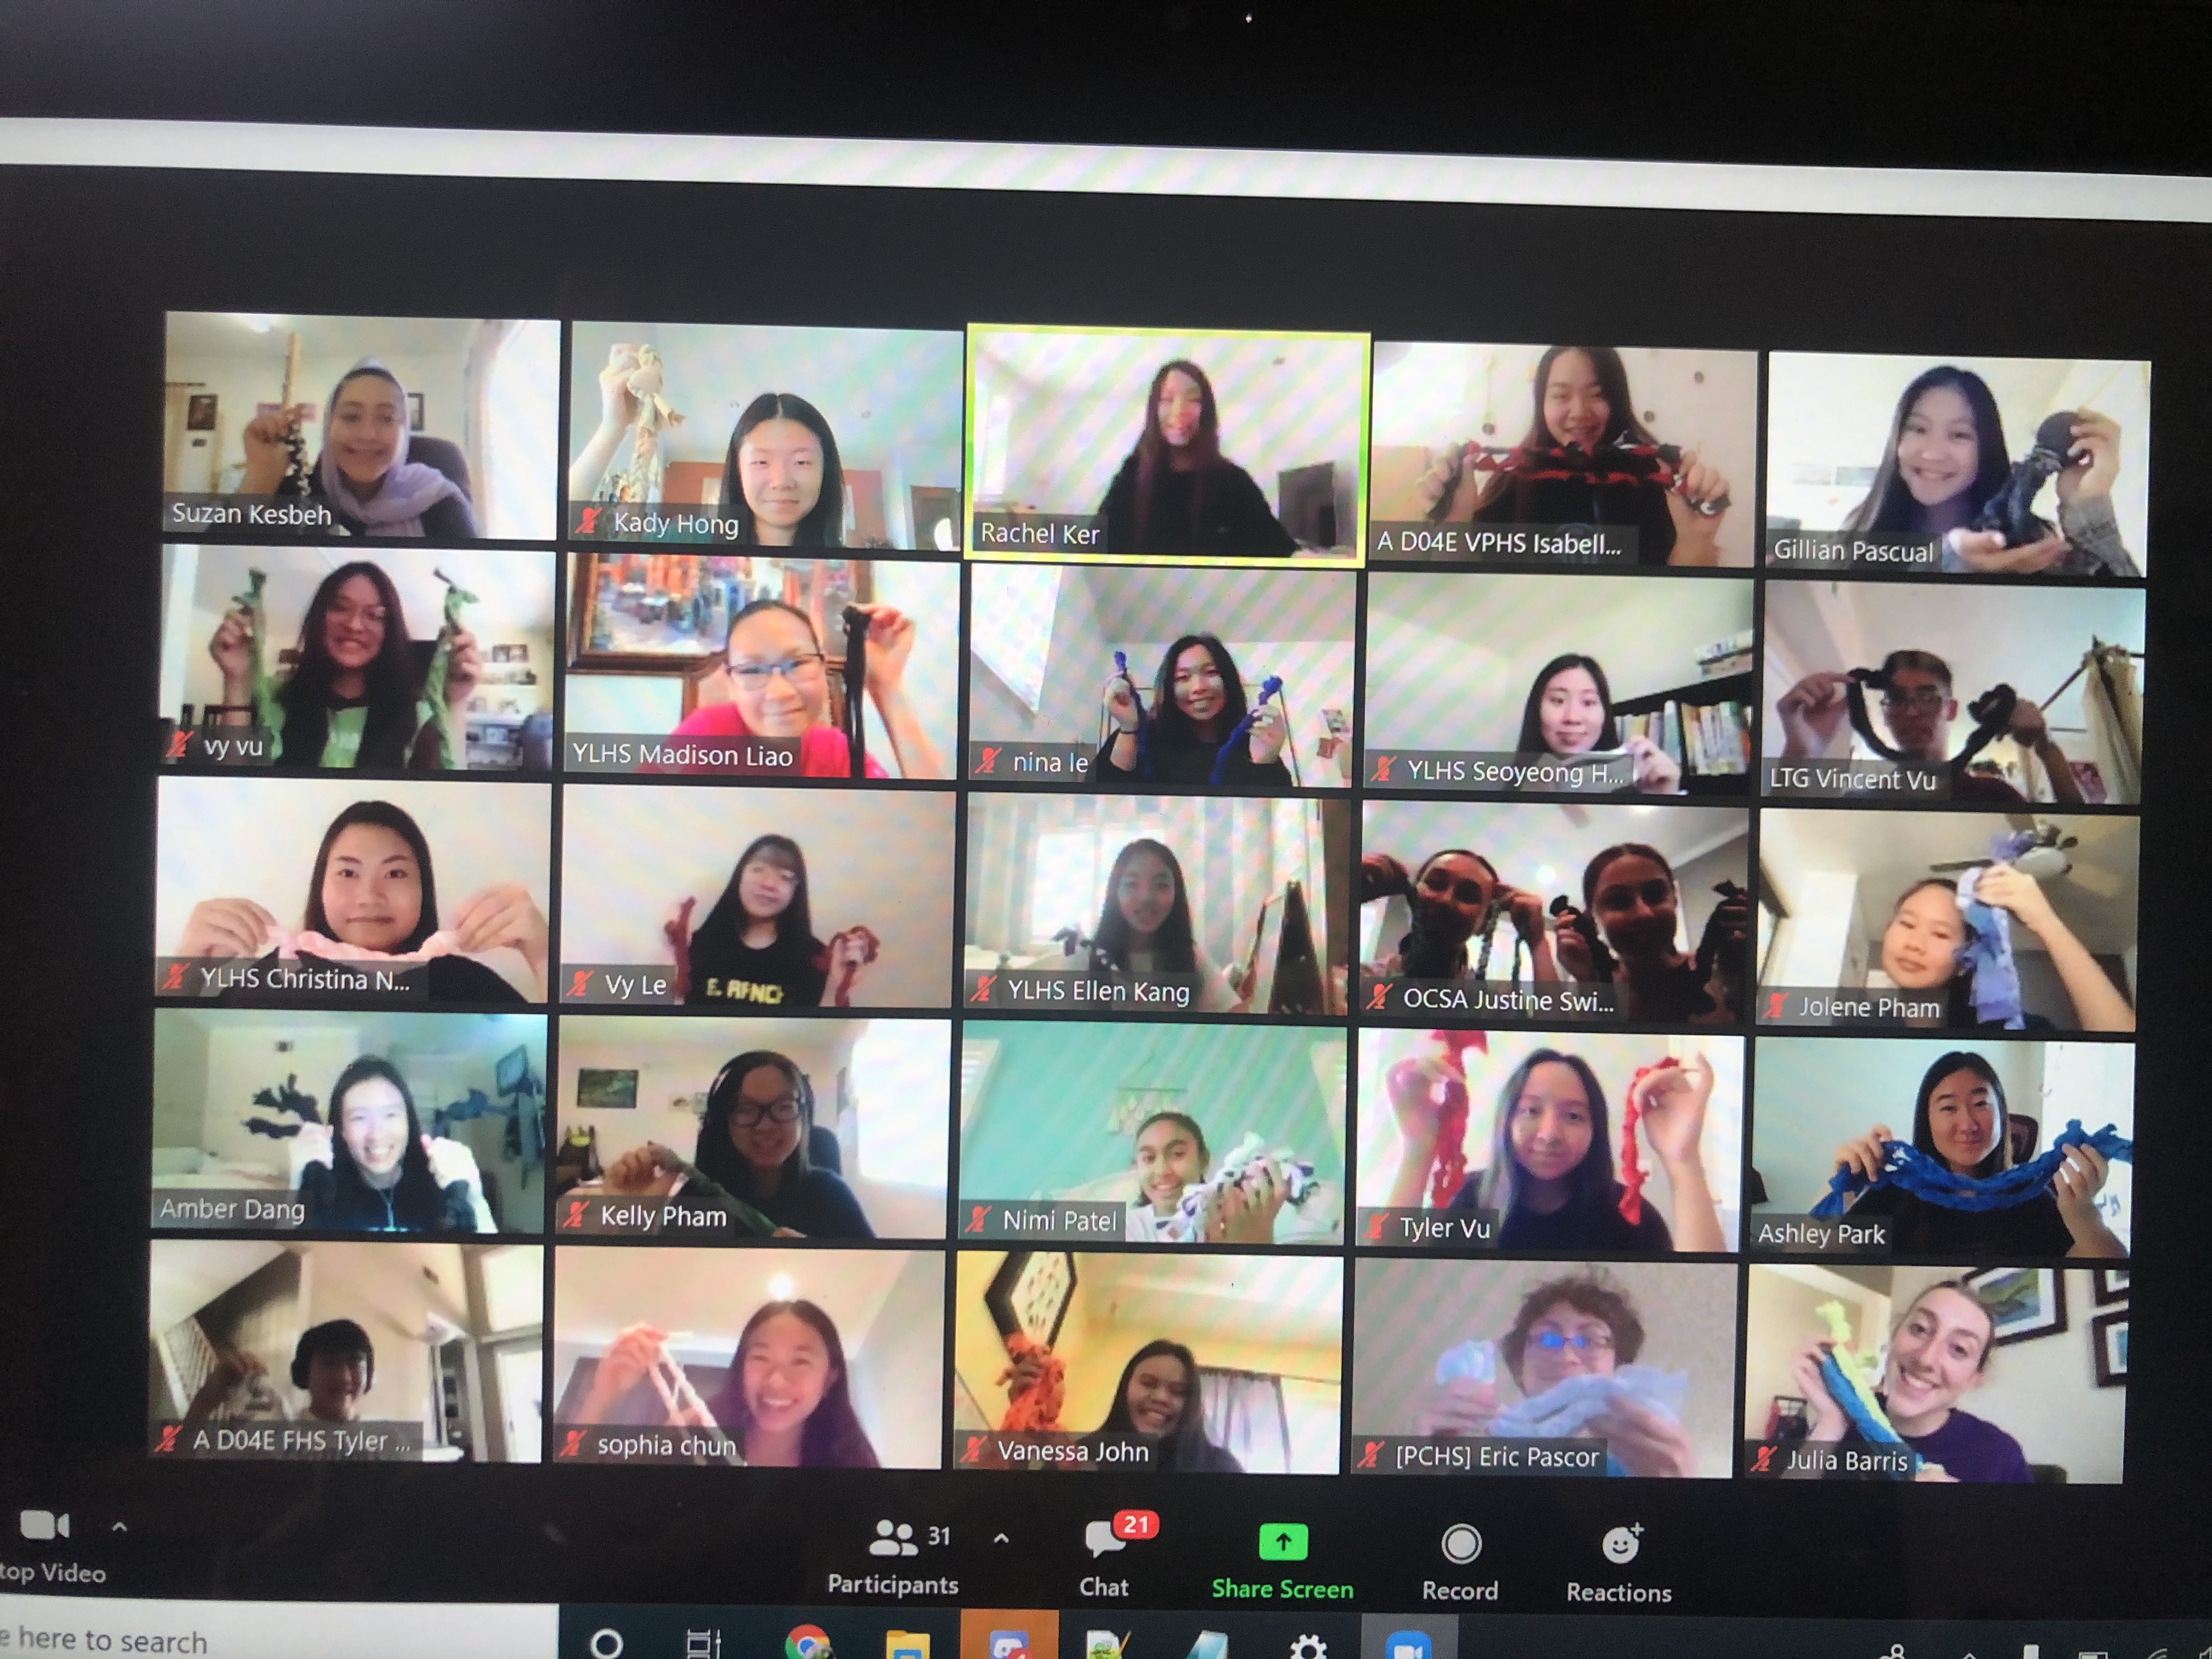 Suzan Kesbeh
Kady Hong
Rachel Ker
A D04E VPHS Isabell...
Gillian Pascual
vy vu
YLHS Madison Liao
nina le
YLHS Seoyeong H...
LTG Vincent Vu
YLHS Christina N...
Vy Le
YLHS Ellen Kang
OCSA Justine Swi...
Jolene Pham
Amber Dang
Kelly Pham
Nimi Patel
Tyler Vu
Ashley Park
A D04E FHS Tyler ...
sophia chun
Vanessa John
[PCHS] Eric Pascor
Julia Barris
top Video
31
Participants
21
Chat
Share Screen
Record
Reactions
e here to search